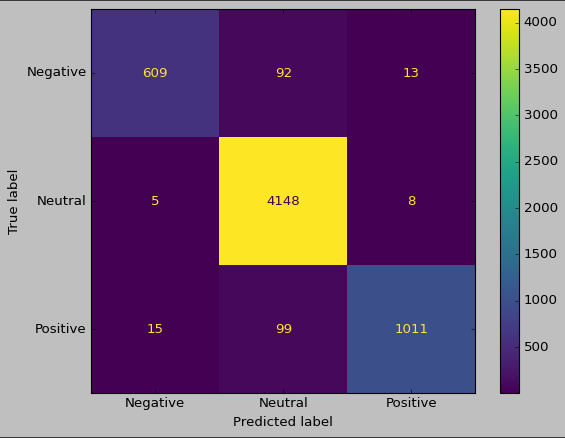 Negative 609 92 13
Neutral 5 4148 8
Positive 15 99 1011
Negative Neutral Positive
Predicted label
True label
4000
3500
3000
2500
2000
1500
1000
500